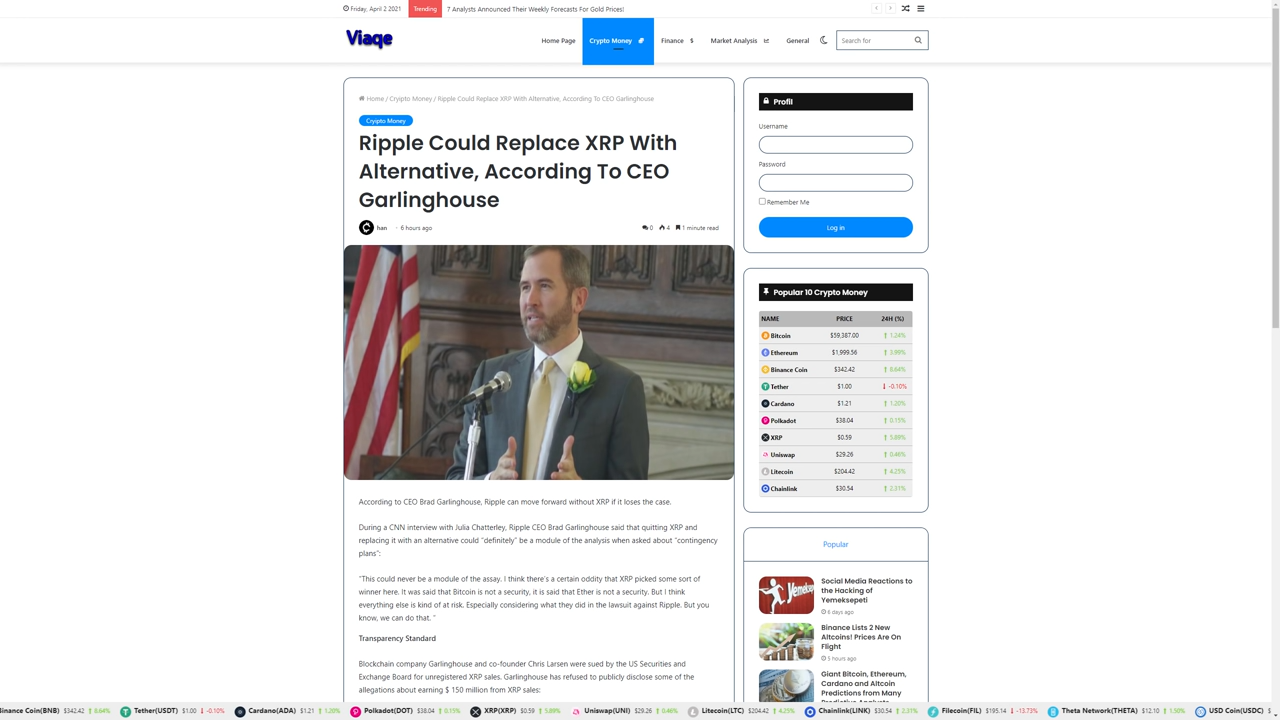 Friday, April 2 2021
Trending
7 Analysts Announced Their Weekly Forecasts For Gold Prices!
Viaqe
Home Page
Crypto Money
Finance $
Market Analysis
General
Search for
Home / Cryipto Money / Ripple Could Replace XRP With Alternative, According To CEO Garlinghouse
Cryipto Money
Ripple Could Replace XRP With
Alternative, According To CEO
Garlinghouse
han
6 hours ago
0
4
1 minute read
According to CEO Brad Garlinghouse, Ripple can move forward without XRP if it loses the case.
During a CNN interview with Julia Chatterley, Ripple CEO Brad Garlinghouse said that quitting XRP and
replacing it with an alternative could "definitely" be a module of the analysis when asked about "contingency
plans":
"This could never be a module of the assay. I think there's a certain oddity that XRP picked some sort of
winner here. It was said that Bitcoin is not a security, it is said that Ether is not a security. But I think
everything else is kind of at risk. Especially considering what they did in the lawsuit against Ripple. But you
know, we can do that. "
Transparency Standard
Blockchain company Garlinghouse and co-founder Chris Larsen were sued by the US Securities and
Exchange Board for unregistered XRP sales. Garlinghouse has refused to publicly disclose some of the
allegations about earning $ 150 million from XRP sales:
Profil
Username
Password
Remember Me
Log in
Popular 10 Crypto Money
NAME PRICE 24H (%)
Bitcoin $59,387.00 1.24%
Ethereum $1,999.56 3.99%
Binance Coin $342.42 8.64%
Tether $1.00 -0.10%
Cardano $1.21 1.20%
Polkadot $38.04 0.15%
XRP $0.59 5.89%
Uniswap $29.26 0.46%
Litecoin $204.42 4.25%
Chainlink $30.54 2.31%
Popular
Social Media Reactions to
the Hacking of
Yemeksepeti
6 days ago
Binance Lists 2 New
Altcoins! Prices Are On
Flight
5 hours ago
Giant Bitcoin, Ethereum,
Cardano and Altcoin
Predictions from Many
inance Coin(BNB) $342.42 8.64% Tether(USDT) $1.00 -0.10% Cardano(ADA) $1.21 1.20% Polkadot(DOT) $38.04 0.15% XRP(XRP) $0.59 5.89% Uniswap(UNI) $29.26 0.46% Litecoin(LTC) $204.42 4.25% Chainlink(LINK) $30.54 2.31% Filecoin(FIL) $195.14 -13.73% Theta Network(THETA) $12.10 1.50% USD Coin(USDC)